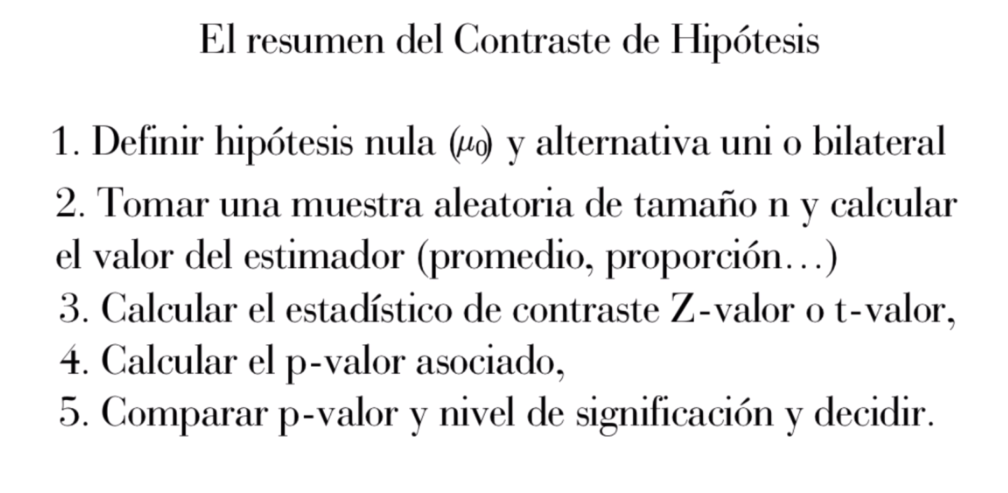 El resumen del Contraste de Hipótesis
1. Definir hipótesis nula (μ₀) y alternativa uni o bilateral
2. Tomar una muestra aleatoria de tamaño n y calcular
el valor del estimador (promedio, proporción...)
3. Calcular el estadístico de contraste Z-valor o t-valor,
4. Calcular el p-valor asociado,
5. Comparar p-valor y nivel de significación y decidir.